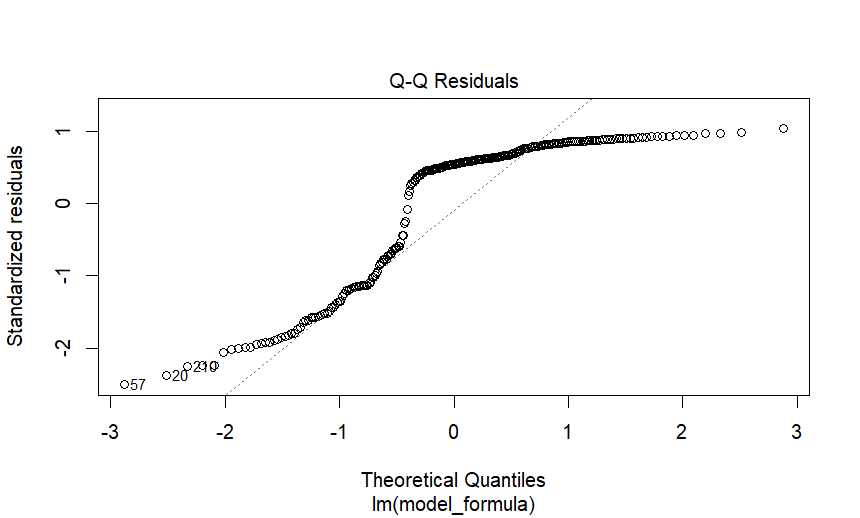 Q-Q Residuals
Standardized residuals
1
0
-1
-2
57
20
210
-3 -2 -1 0 1 2 3
Theoretical Quantiles
lm(model_formula)